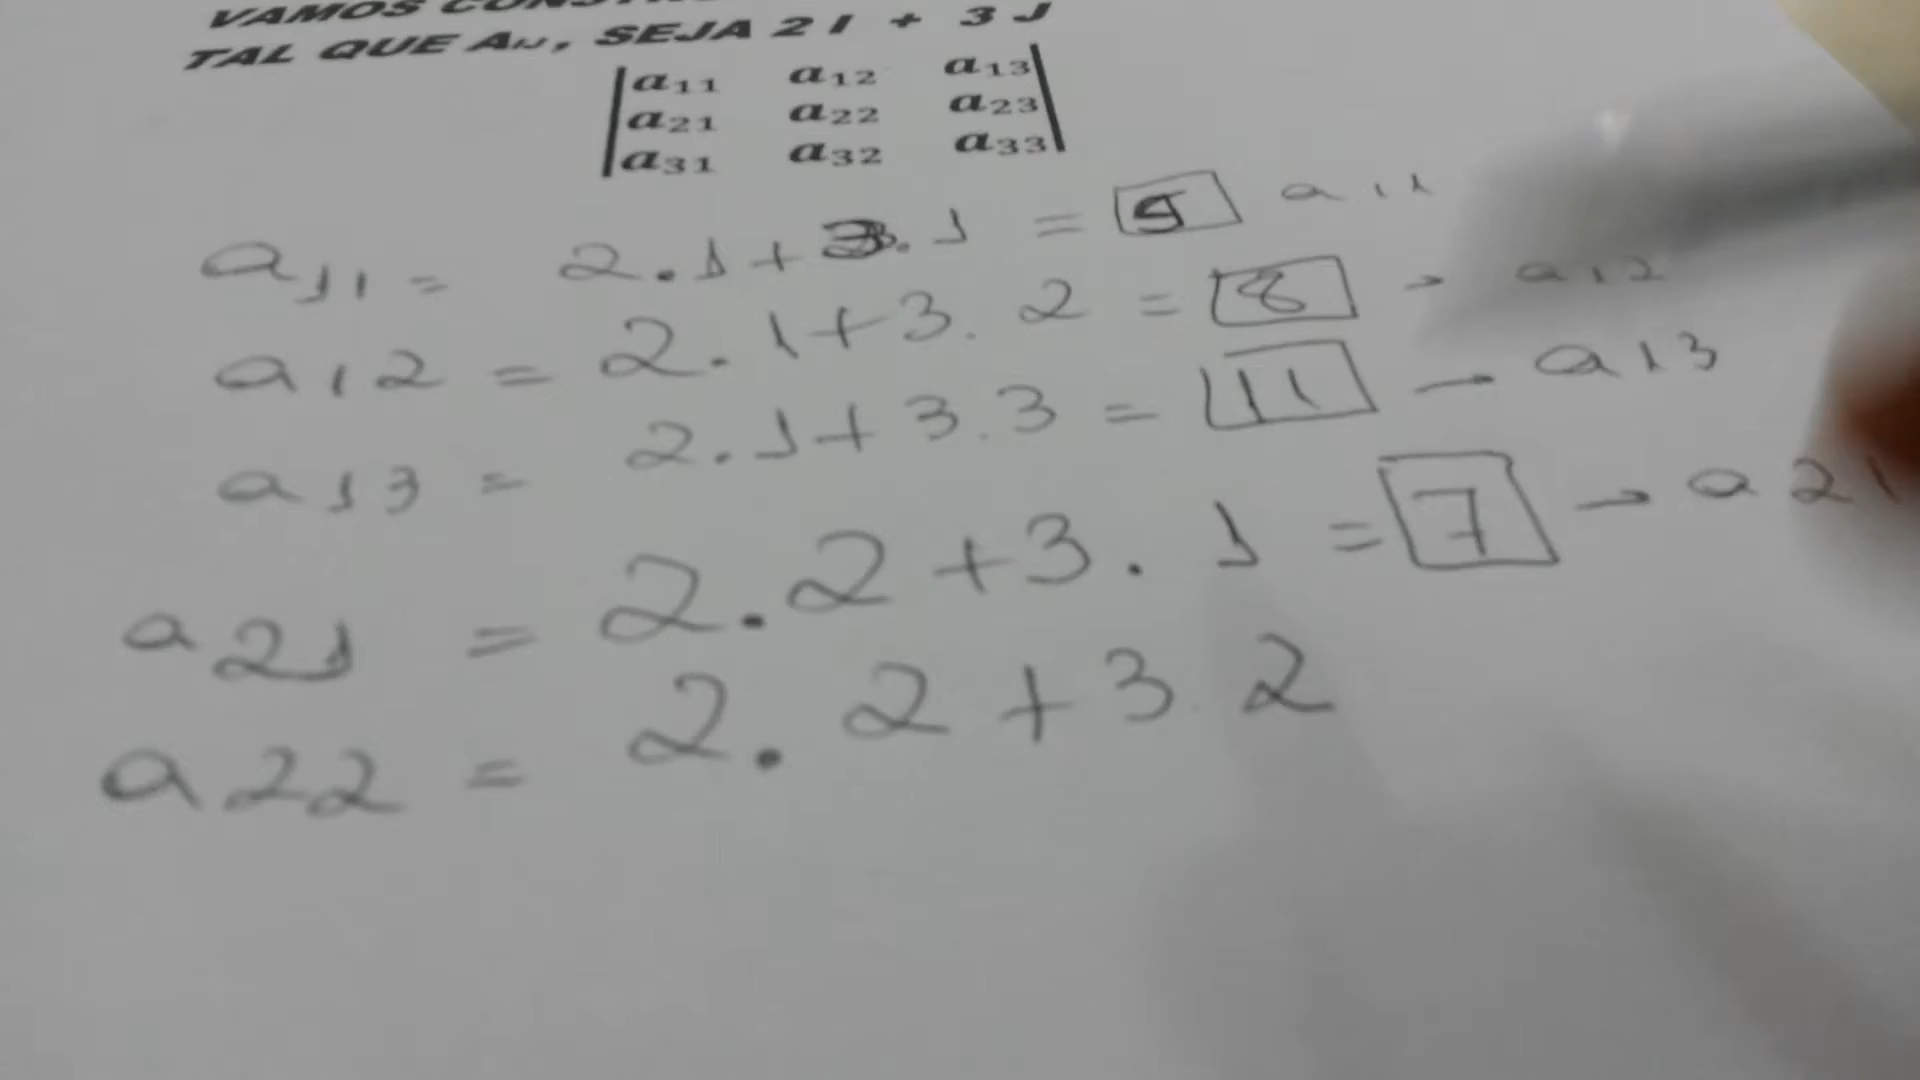 VAMOS
TAL QUE AIJ, SEJA 2 I + 3 J
a11 a12 a13
a21 a22 a23
a31 a32 a33
a11 = 2.1+3.1 = 5 a11
a12 = 2.1+3.2 = 8 → a12
a13 = 2.1+3.3 = 11 → a13
a21 = 2.2+3.1 = 7 → a21
a22 = 2.2+3.2